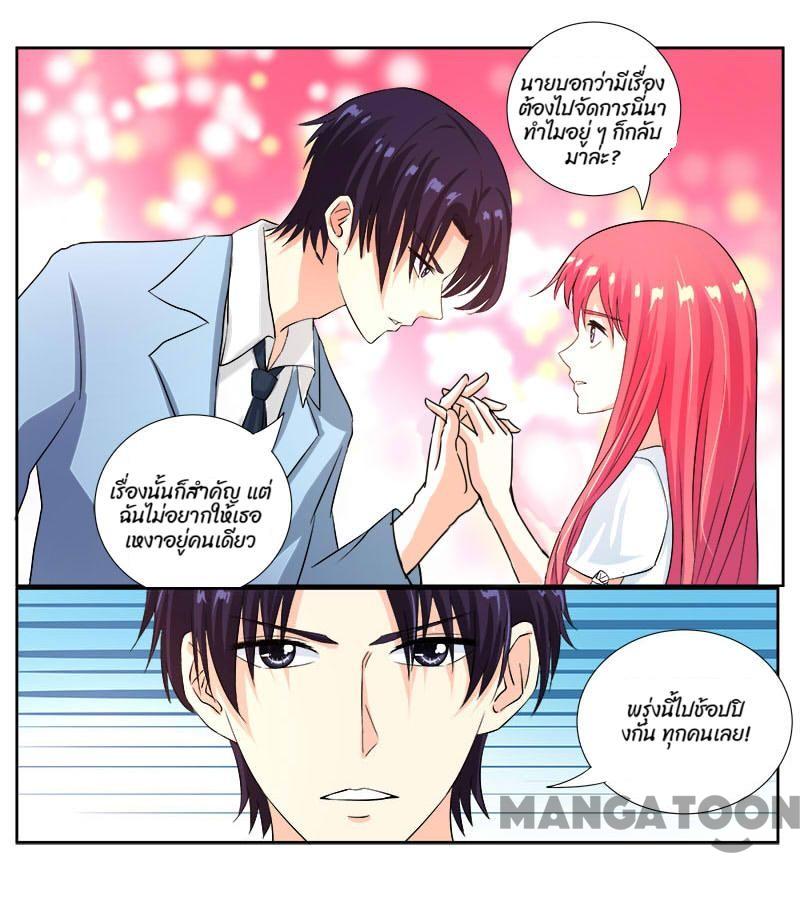 นายบอกว่ามีเรื่อง
ต้องไปจัดการนี่นา
ทำไมอยู่ ๆ ก็กลับ
มาล่ะ?
เรื่องนั้นก็สำคัญ แต่
ฉันไม่อยากให้เธอ
เหงาอยู่คนเดียว
พรุ่งนี้ไปช้อปปิ
งกัน ทุกคนเลย!
MANGATOON